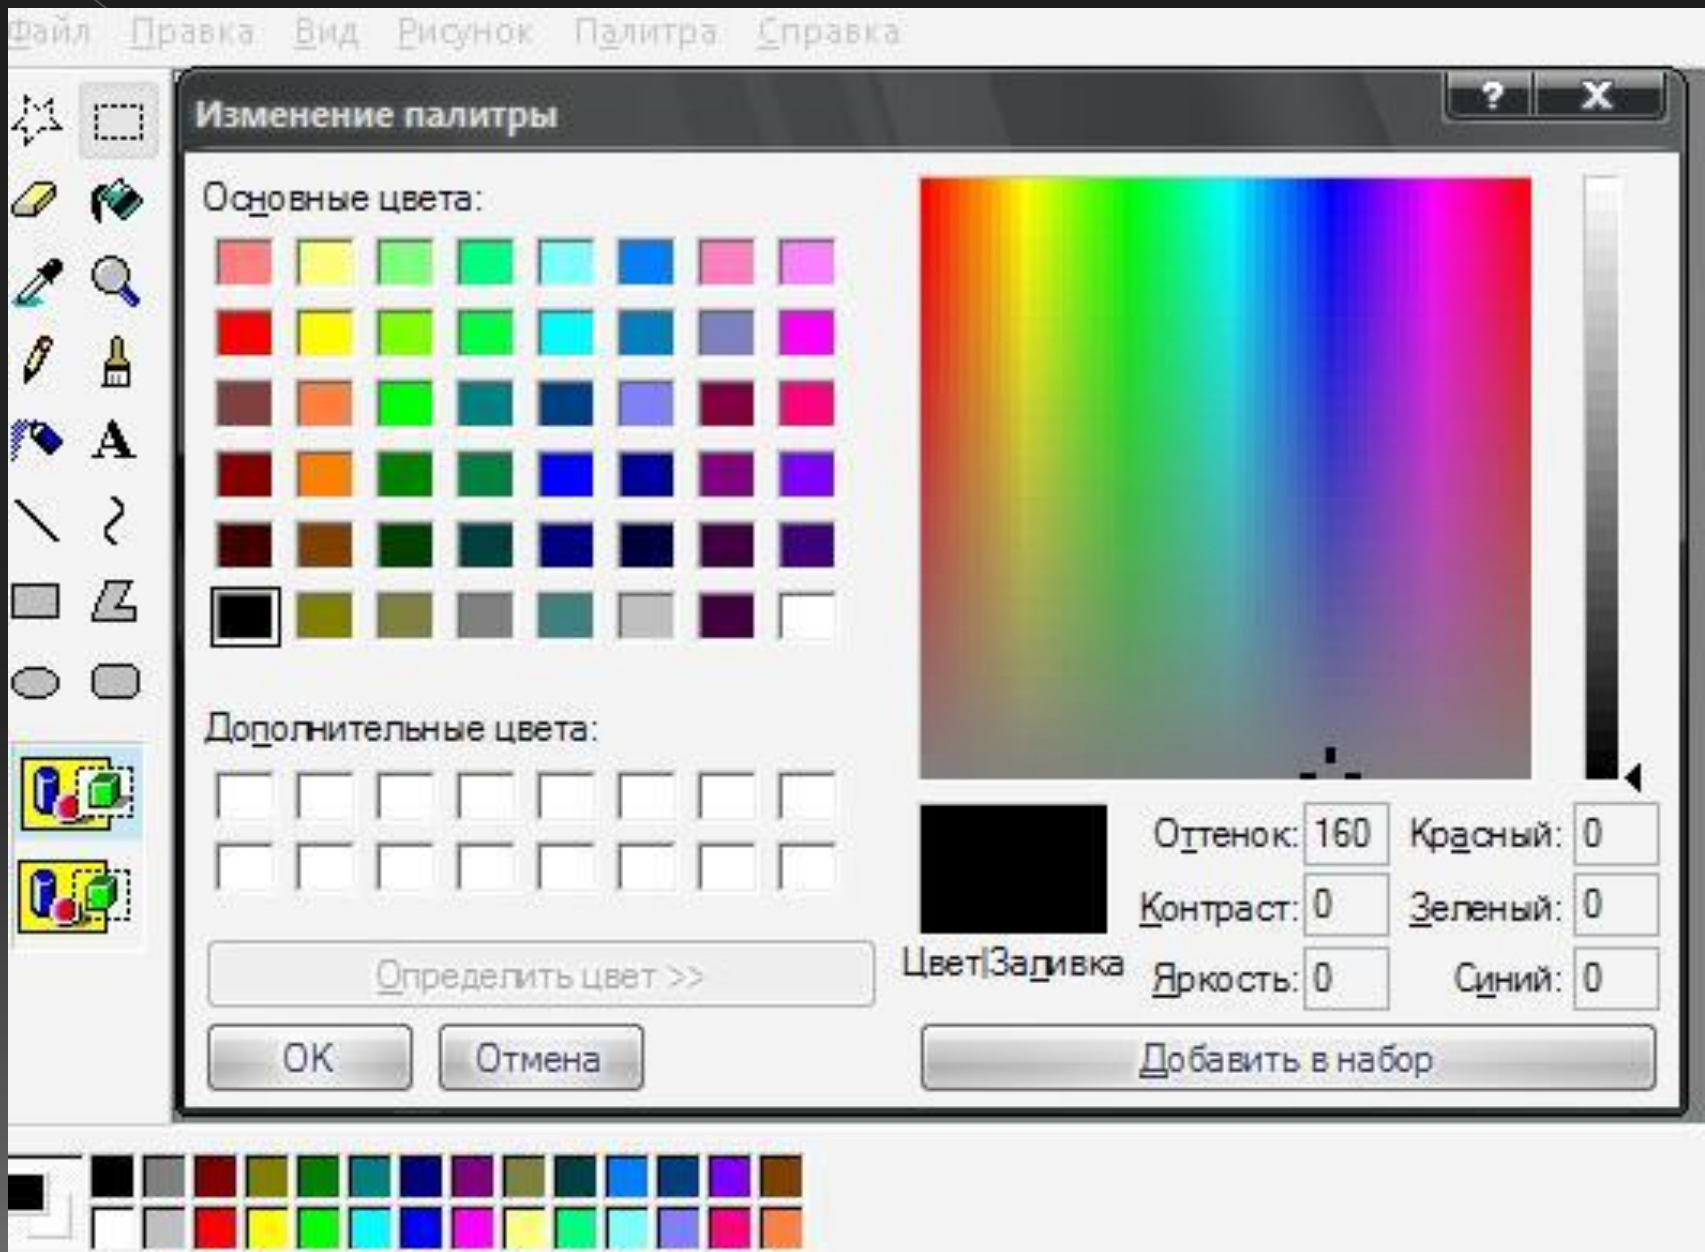 Файл Правка Вид Рисунок Палитра Справка
Изменение палитры
? X
Основные цвета:
A
Дополнительные цвета:
Оттенок: 160 Красный: 0
Контраст: 0 Зеленый: 0
Цвет|Заливка Яркость: 0 Синий: 0
Определить цвет >>
ОК Отмена Добавить в набор